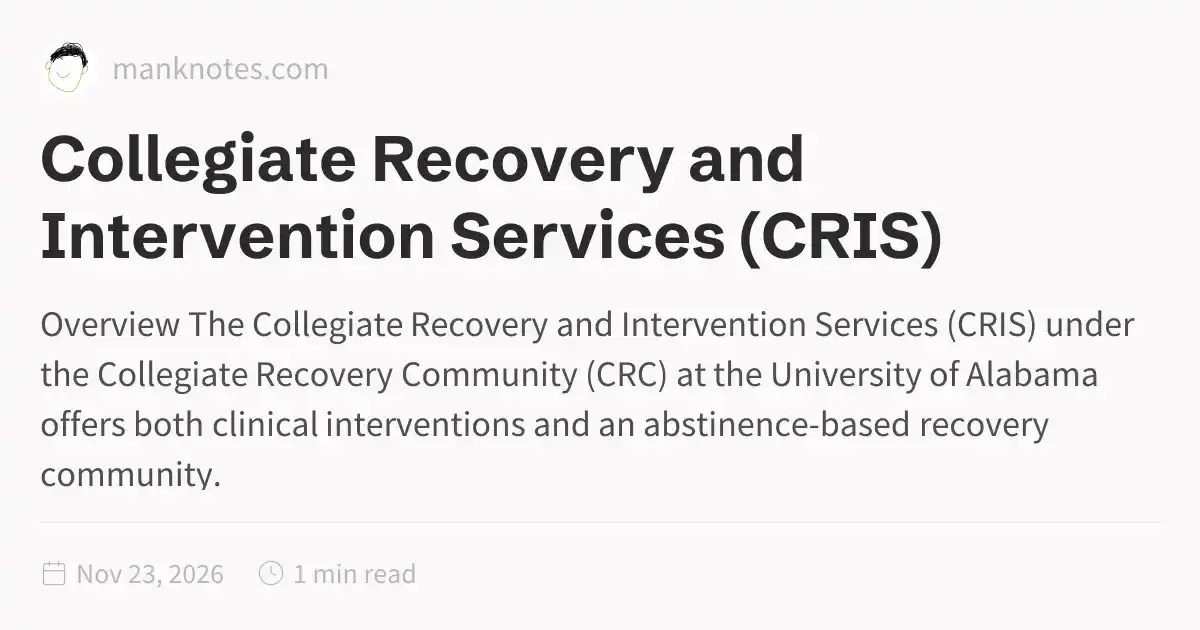 manknotes.com
Collegiate Recovery and
Intervention Services (CRIS)
Overview The Collegiate Recovery and Intervention Services (CRIS) under
the Collegiate Recovery Community (CRC) at the University of Alabama
offers both clinical interventions and an abstinence-based recovery
community.
Nov 23, 2026 1 min read